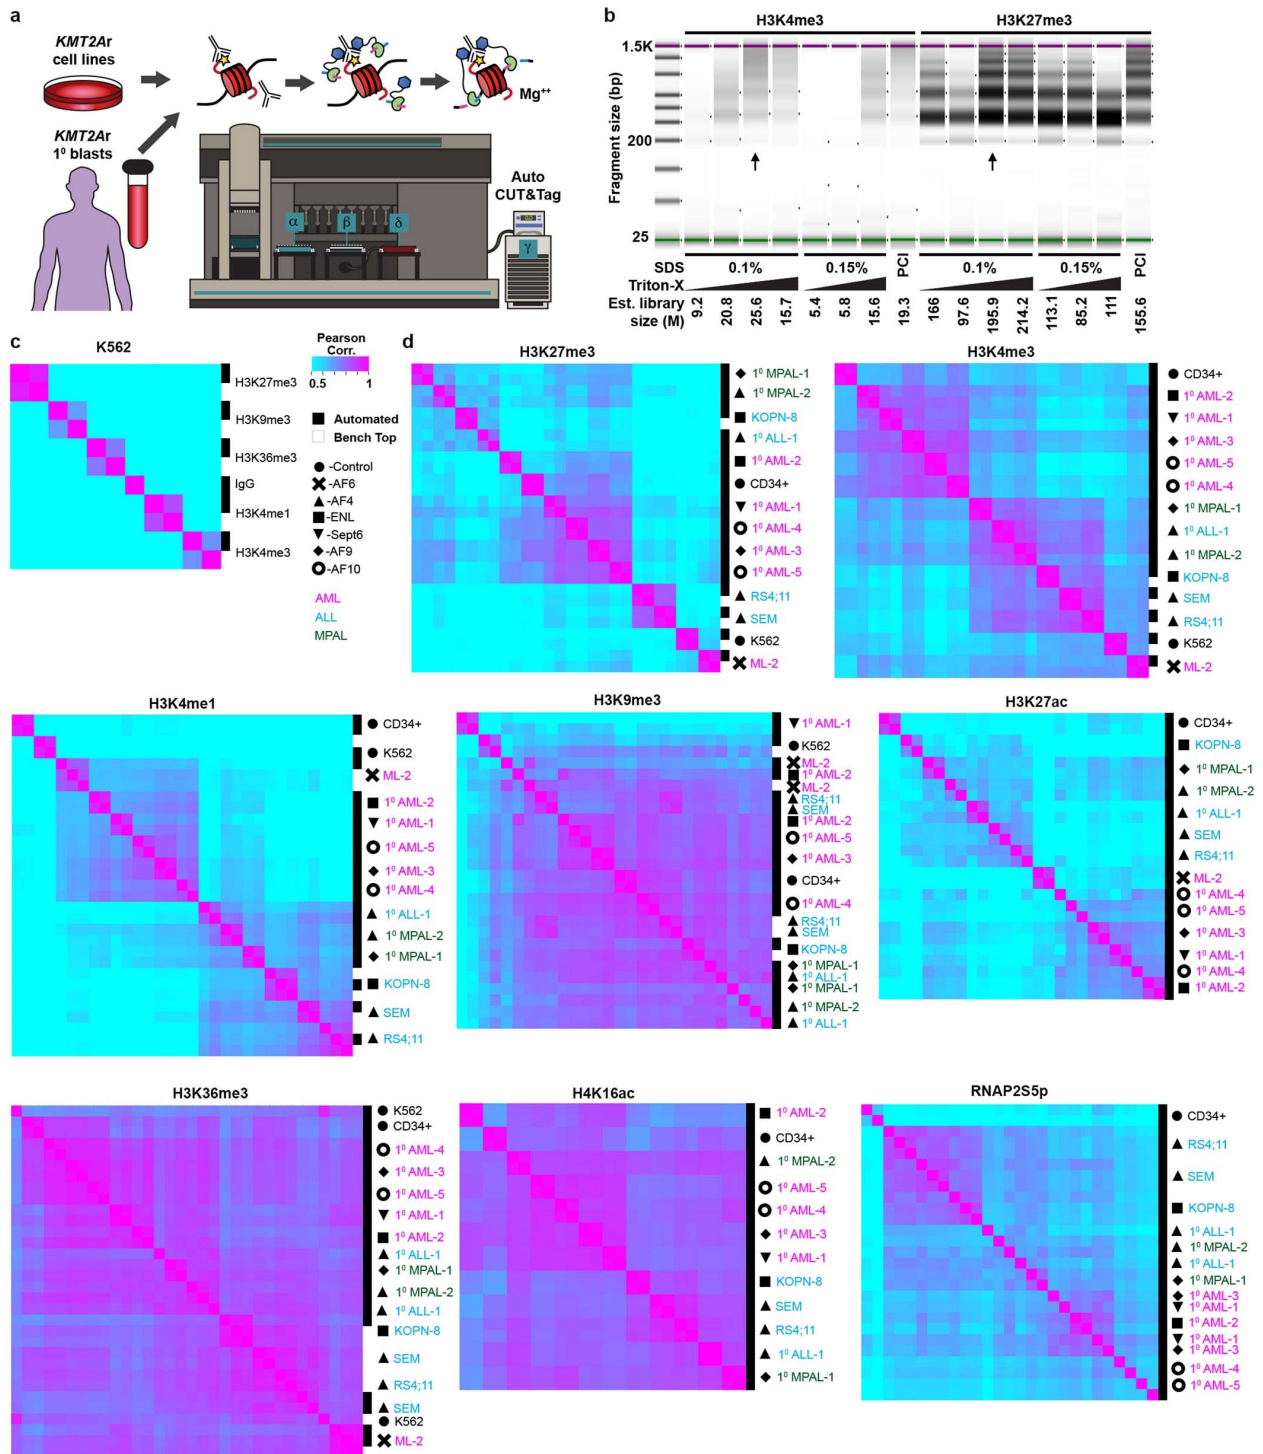 a
KMT2Ar
cell lines
KMT2Ar
1⁰ blasts
Mg⁺⁺
Auto
CUT&Tag
α
β
δ
γ
b
H3K4me3
H3K27me3
Fragment size (bp)
1.5K
200
25
SDS
0.1%
0.15%
PCI
0.1%
0.15%
PCI
Triton-X
Est. library
size (M)
9.2
20.8
25.6
15.7
5.4
5.8
15.6
19.3
166
97.6
195.9
214.2
113.1
85.2
111
155.6
c
K562
H3K27me3
H3K9me3
H3K36me3
IgG
H3K4me1
H3K4me3
Pearson
Corr.
0.5
1
Automated
Bench Top
-Control
-AF6
-AF4
-ENL
-Sept6
-AF9
-AF10
AML
ALL
MPAL
d
H3K27me3
1⁰ MPAL-1
1⁰ MPAL-2
KOPN-8
1⁰ ALL-1
1⁰ AML-2
CD34+
1⁰ AML-1
1⁰ AML-4
1⁰ AML-3
1⁰ AML-5
RS4;11
SEM
K562
ML-2
H3K4me3
CD34+
1⁰ AML-2
1⁰ AML-1
1⁰ AML-3
1⁰ AML-5
1⁰ AML-4
1⁰ MPAL-1
1⁰ ALL-1
1⁰ MPAL-2
KOPN-8
SEM
RS4;11
K562
ML-2
H3K4me1
CD34+
K562
ML-2
1⁰ AML-2
1⁰ AML-1
1⁰ AML-5
1⁰ AML-3
1⁰ AML-4
1⁰ ALL-1
1⁰ MPAL-2
1⁰ MPAL-1
KOPN-8
SEM
RS4;11
H3K9me3
1⁰ AML-1
K562
ML-2
1⁰ AML-2
ML-2
RS4;11
SEM
1⁰ AML-2
1⁰ AML-5
1⁰ AML-3
CD34+
1⁰ AML-4
RS4;11
SEM
KOPN-8
1⁰ MPAL-1
1⁰ ALL-1
1⁰ MPAL-1
1⁰ MPAL-2
1⁰ ALL-1
H3K27ac
CD34+
KOPN-8
1⁰ MPAL-1
1⁰ MPAL-2
1⁰ ALL-1
SEM
RS4;11
ML-2
1⁰ AML-4
1⁰ AML-5
1⁰ AML-3
1⁰ AML-1
1⁰ AML-4
1⁰ AML-2
H3K36me3
K562
CD34+
1⁰ AML-4
1⁰ AML-3
1⁰ AML-5
1⁰ AML-1
1⁰ AML-2
1⁰ ALL-1
1⁰ MPAL-1
1⁰ MPAL-2
1⁰ ALL-1
KOPN-8
SEM
RS4;11
SEM
K562
ML-2
H4K16ac
1⁰ AML-2
CD34+
1⁰ MPAL-2
1⁰ AML-5
1⁰ AML-4
1⁰ AML-3
1⁰ AML-1
KOPN-8
SEM
RS4;11
1⁰ ALL-1
1⁰ MPAL-1
RNAP2S5p
CD34+
RS4;11
SEM
KOPN-8
1⁰ ALL-1
1⁰ MPAL-2
1⁰ ALL-1
1⁰ MPAL-1
1⁰ AML-3
1⁰ AML-1
1⁰ AML-2
1⁰ AML-1
1⁰ AML-3
1⁰ AML-4
1⁰ AML-5